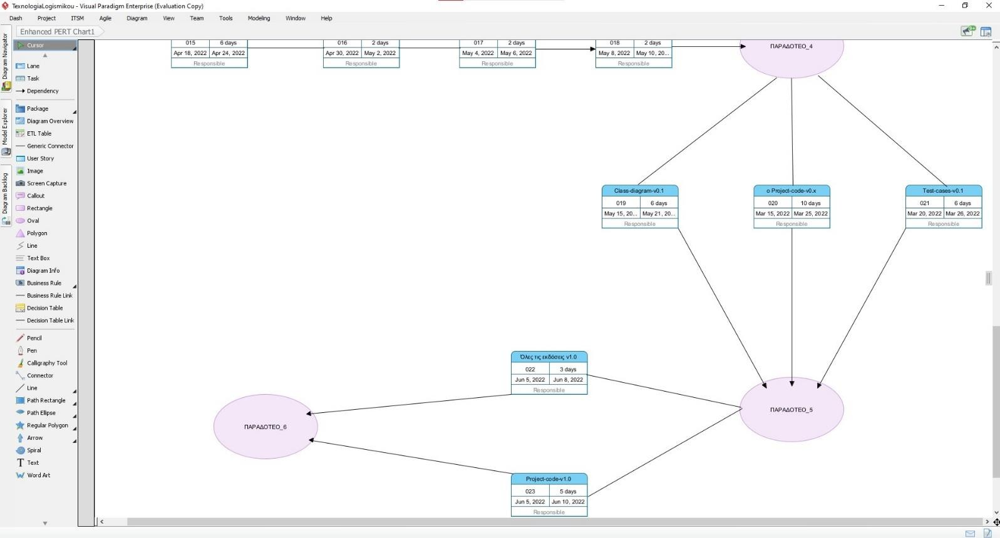 TexnologiaLogismikou - Visual Paradigm Enterprise (Evaluation Copy)
Dash Project ITSM Agile Diagram View Team Tools Modeling Window Help
Enhanced PERT Chart1
9+
Diagram Navigator
Model Explorer
Diagram Backlog
Cursor
Lane
Task
Dependency
Package
Diagram Overview
ETL Table
Generic Connector
User Story
Image
Screen Capture
Callout
Rectangle
Oval
Polygon
Line
Text Box
Diagram Info
Business Rule
Business Rule Link
Decision Table
Decision Table Link
Pencil
Pen
Calligraphy Tool
Connector
Line
Path Rectangle
Path Ellipse
Regular Polygon
Arrow
Spiral
Text
Word Art
015 6 days
Apr 18, 2022 Apr 24, 2022
Responsible
016 2 days
Apr 30, 2022 May 2, 2022
Responsible
017 2 days
May 4, 2022 May 6, 2022
Responsible
018 2 days
May 8, 2022 May 10, 20...
Responsible
ΠΑΡΑΔΟΤΕΟ_4
Class-diagram-v0.1
019 6 days
May 15, 20... May 21, 20...
Responsible
o Project-code-v0.x
020 10 days
Mar 15, 2022 Mar 25, 2022
Responsible
Test-cases-v0.1
021 6 days
Mar 20, 2022 Mar 26, 2022
Responsible
Όλες τις εκδόσεις v1.0
022 3 days
Jun 5, 2022 Jun 8, 2022
Responsible
ΠΑΡΑΔΟΤΕΟ_5
ΠΑΡΑΔΟΤΕΟ_6
Project-code-v1.0
023 5 days
Jun 5, 2022 Jun 10, 2022
Responsible